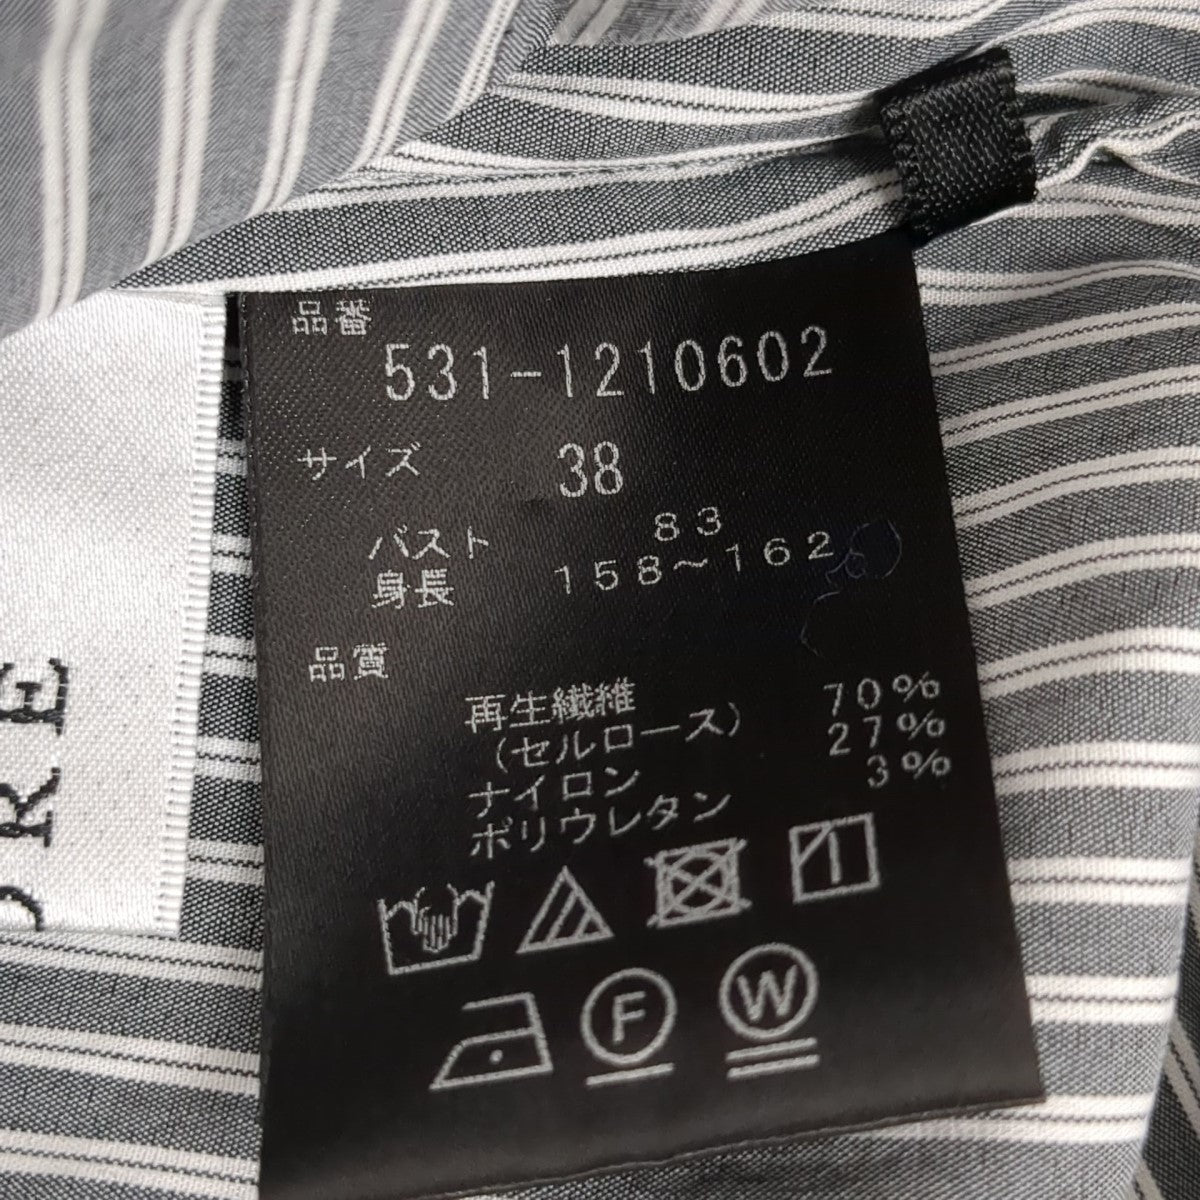 品番
531-1210602
サイズ 38
バスト 83
身長 158~162
品質
再生繊維 70%
(セルロース) 27%
ナイロン 3%
ポリウレタン
F W
RE